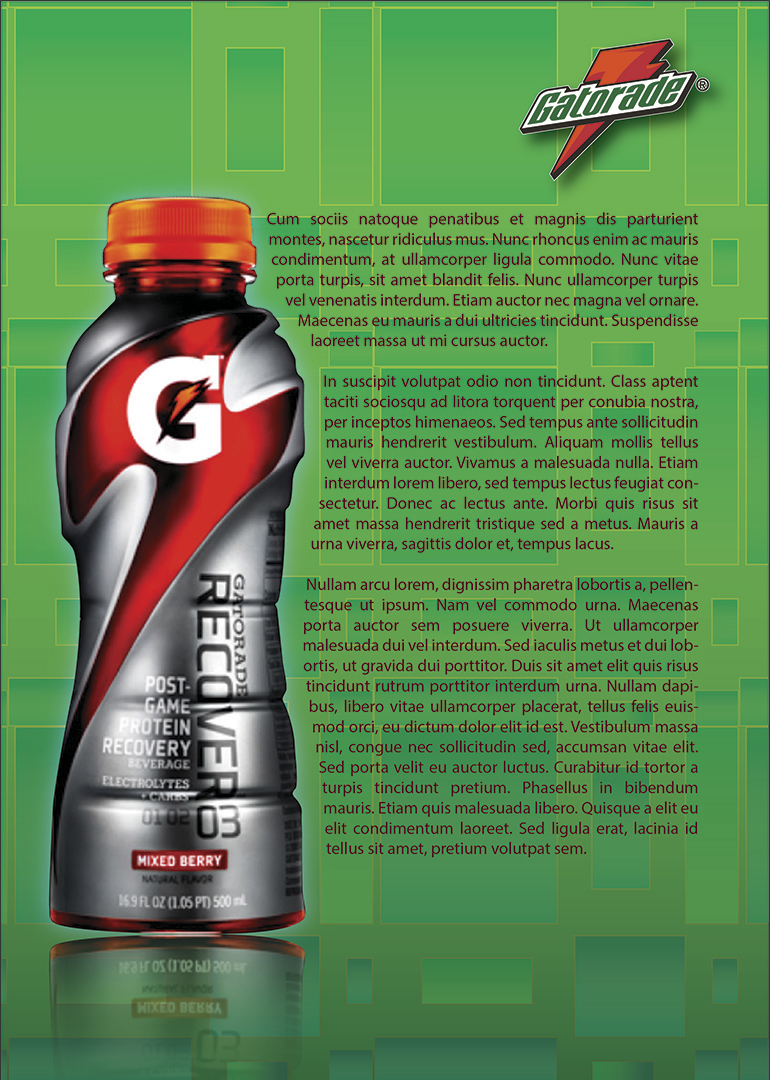 Gatorade ®
Cum sociis natoque penatibus et magnis dis parturient
montes, nascetur ridiculus mus. Nunc rhoncus enim ac mauris
condimentum, at ullamcorper ligula commodo. Nunc vitae
porta turpis, sit amet blandit felis. Nunc ullamcorper turpis
vel venenatis interdum. Etiam auctor nec magna vel ornare.
Maecenas eu mauris a dui ultricies tincidunt. Suspendisse
laoreet massa ut mi cursus auctor.
In suscipit volutpat odio non tincidunt. Class aptent
taciti sociosqu ad litora torquent per conubia nostra,
per inceptos himenaeos. Sed tempus ante sollicitudin
mauris hendrerit vestibulum. Aliquam mollis tellus
vel viverra auctor. Vivamus a malesuada nulla. Etiam
interdum lorem libero, sed tempus lectus feugiat con-
sectetur. Donec ac lectus ante. Morbi quis risus sit
amet massa hendrerit tristique sed a metus. Mauris a
urna viverra, sagittis dolor et, tempus lacus.
Nullam arcu lorem, dignissim pharetra lobortis a, pellen-
tesque ut ipsum. Nam vel commodo urna. Maecenas
porta auctor sem posuere viverra. Ut ullamcorper
malesuada dui vel interdum. Sed iaculis metus et dui lob-
ortis, ut gravida dui porttitor. Duis sit amet elit quis risus
tincidunt rutrum porttitor interdum urna. Nullam dapi-
bus, libero vitae ullamcorper placerat, tellus felis euis-
mod orci, eu dictum dolor elit id est. Vestibulum massa
nisl, congue nec sollicitudin sed, accumsan vitae elit.
Sed porta velit eu auctor luctus. Curabitur id tortor a
turpis tincidunt pretium. Phasellus in bibendum
mauris. Etiam quis malesuada libero. Quisque a elit eu
elit condimentum laoreet. Sed ligula erat, lacinia id
tellus sit amet, pretium volutpat sem.
G
GATORADE
RECOVER
03
POST-
GAME
PROTEIN
RECOVERY
BEVERAGE
ELECTROLYTES
+ CARBS
01 02
MIXED BERRY
NATURAL FLAVOR
16.9 FL OZ (1.05 PT) 500 mL